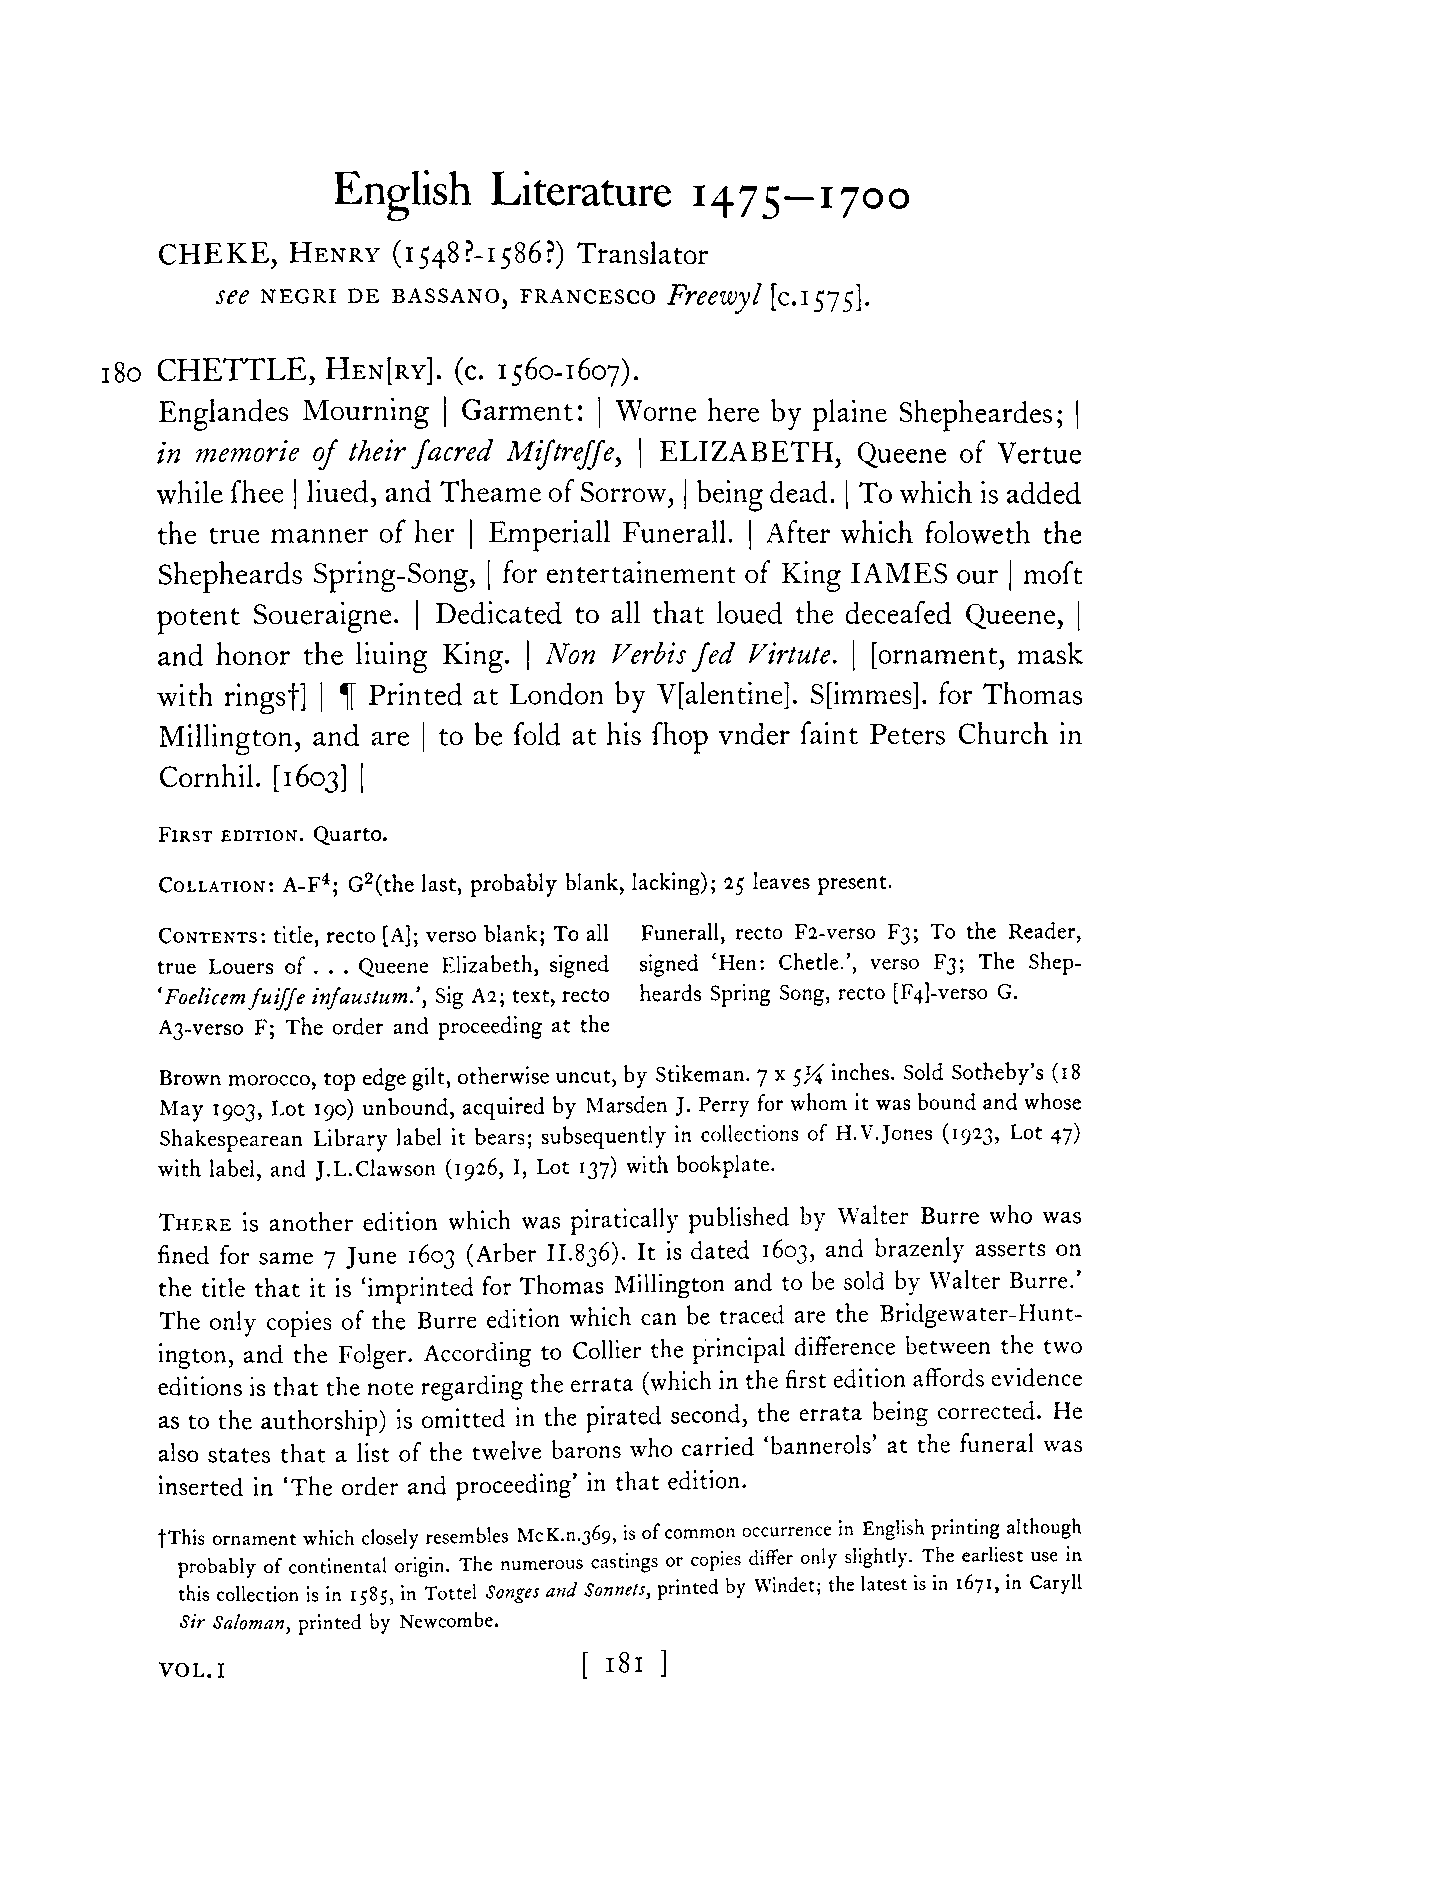 English Literature 1475–1700
CHEKE, HENRY (1548?-1586?) Translator
see NEGRI DE BASSANO, FRANCESCO Freewyl [c.1575].
180 CHETTLE, HEN[RY]. (c. 1560-1607).
Englandes Mourning | Garment: | Worne here by plaine Shepheardes; |
in memorie of their ſacred Miſtreſſe, | ELIZABETH, Queene of Vertue
while ſhee | liued, and Theame of Sorrow, | being dead. | To which is added
the true manner of her | Emperiall Funerall. | After which foloweth the
Shepheards Spring-Song, | for entertainement of King IAMES our | moſt
potent Soueraigne. | Dedicated to all that loued the deceaſed Queene, |
and honor the liuing King. | Non Verbis ſed Virtute. | [ornament, mask
with rings†] | ¶ Printed at London by V[alentine]. S[immes]. for Thomas
Millington, and are | to be ſold at his ſhop vnder ſaint Peters Church in
Cornhil. [1603] |
FIRST EDITION. Quarto.
COLLATION: A-F⁴; G²(the last, probably blank, lacking); 25 leaves present.
CONTENTS: title, recto [A]; verso blank; To all
true Louers of . . . Queene Elizabeth, signed
‘Foelicem fuiſſe infaustum.’, Sig A2; text, recto
A3-verso F; The order and proceeding at the
Funerall, recto F2-verso F3; To the Reader,
signed ‘Hen: Chetle.’, verso F3; The Shep-
heards Spring Song, recto [F4]-verso G.
Brown morocco, top edge gilt, otherwise uncut, by Stikeman. 7 x 5¼ inches. Sold Sotheby’s (18
May 1903, Lot 190) unbound, acquired by Marsden J. Perry for whom it was bound and whose
Shakespearean Library label it bears; subsequently in collections of H.V.Jones (1923, Lot 47)
with label, and J.L.Clawson (1926, I, Lot 137) with bookplate.
THERE is another edition which was piratically published by Walter Burre who was
fined for same 7 June 1603 (Arber II.836). It is dated 1603, and brazenly asserts on
the title that it is ‘imprinted for Thomas Millington and to be sold by Walter Burre.’
The only copies of the Burre edition which can be traced are the Bridgewater-Hunt-
ington, and the Folger. According to Collier the principal difference between the two
editions is that the note regarding the errata (which in the first edition affords evidence
as to the authorship) is omitted in the pirated second, the errata being corrected. He
also states that a list of the twelve barons who carried ‘bannerols’ at the funeral was
inserted in ‘The order and proceeding’ in that edition.
†This ornament which closely resembles McK.n.369, is of common occurrence in English printing although
probably of continental origin. The numerous castings or copies differ only slightly. The earliest use in
this collection is in 1585, in Tottel Songes and Sonnets, printed by Windet; the latest is in 1671, in Caryll
Sir Saloman, printed by Newcombe.
VOL.I [ 181 ]